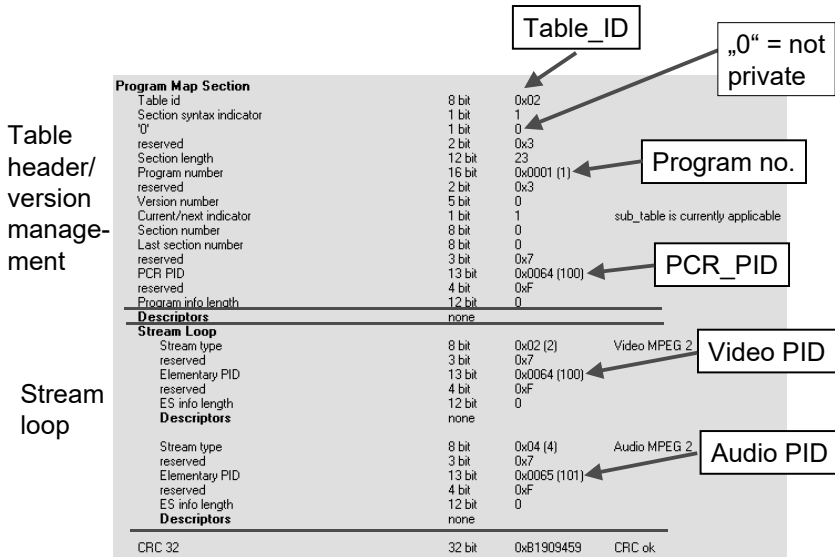 Table_ID
„0“ = not
private
Program Map Section
Table id 8 bit 0x02
Section syntax indicator 1 bit 1
'0' 1 bit 0
reserved 2 bit 0x3
Section length 12 bit 23
Program number 16 bit 0x0001 (1)
reserved 2 bit 0x3
Version number 5 bit 0
Current/next indicator 1 bit 1 sub_table is currently applicable
Section number 8 bit 0
Last section number 8 bit 0
reserved 3 bit 0x7
PCR PID 13 bit 0x0064 (100)
reserved 4 bit 0xF
Program info length 12 bit 0
Descriptors none
Table
header/
version
manage-
ment
Program no.
PCR_PID
Stream Loop
Stream type 8 bit 0x02 (2) Video MPEG 2
reserved 3 bit 0x7
Elementary PID 13 bit 0x0064 (100)
reserved 4 bit 0xF
ES info length 12 bit 0
Descriptors none
Video PID
Stream
loop
Stream type 8 bit 0x04 (4) Audio MPEG 2
reserved 3 bit 0x7
Elementary PID 13 bit 0x0065 (101)
reserved 4 bit 0xF
ES info length 12 bit 0
Descriptors none
Audio PID
CRC 32 32 bit 0xB1909459 CRC ok